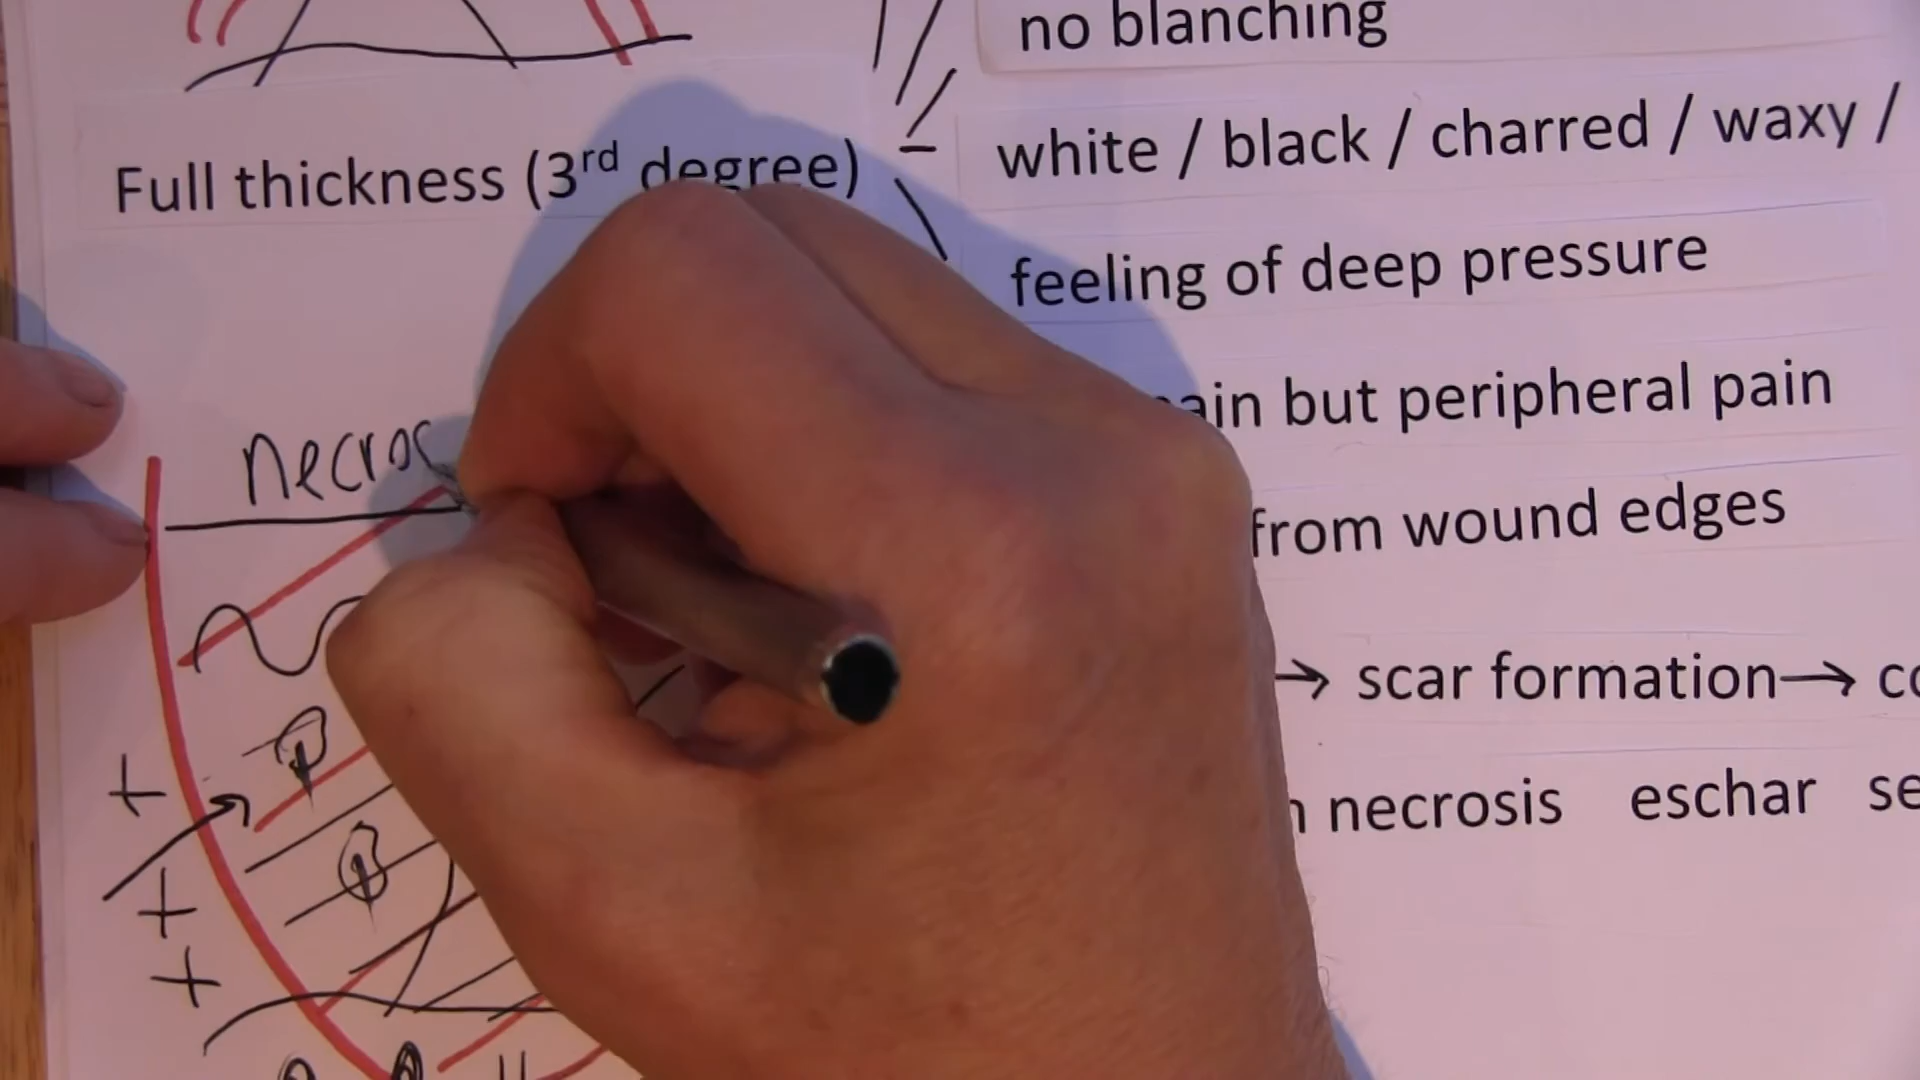 no blanching
Full thickness (3rd degree)
white / black / charred / waxy /
feeling of deep pressure
but peripheral pain
necros
from wound edges
→ scar formation →
necrosis eschar